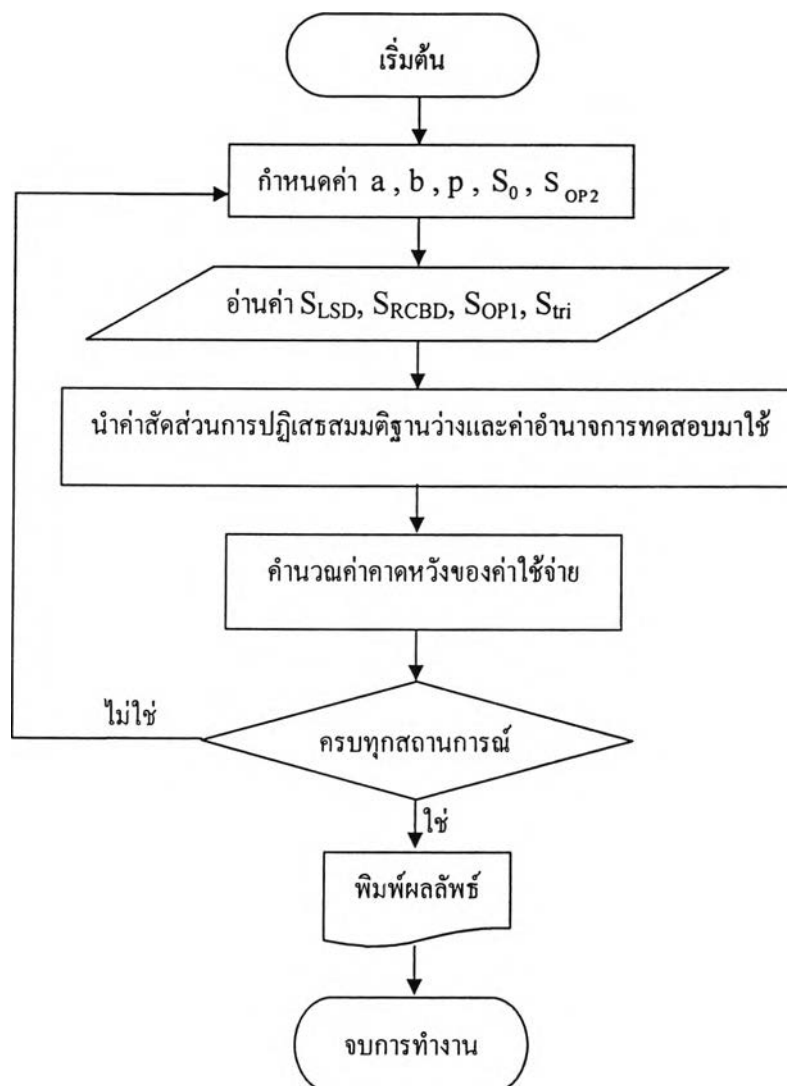 เริ่มต้น
กำหนดค่า a , b , p , S₀ , S_OP2
อ่านค่า S_LSD, S_RCBD, S_OP1, S_tri
นำค่าสัดส่วนการปฏิเสธสมมติฐานว่างและค่าอำนาจการทดสอบมาใช้
คำนวณค่าคาดหวังของค่าใช้จ่าย
ไม่ใช่
ครบทุกสถานการณ์
ใช่
พิมพ์ผลลัพธ์
จบการทำงาน